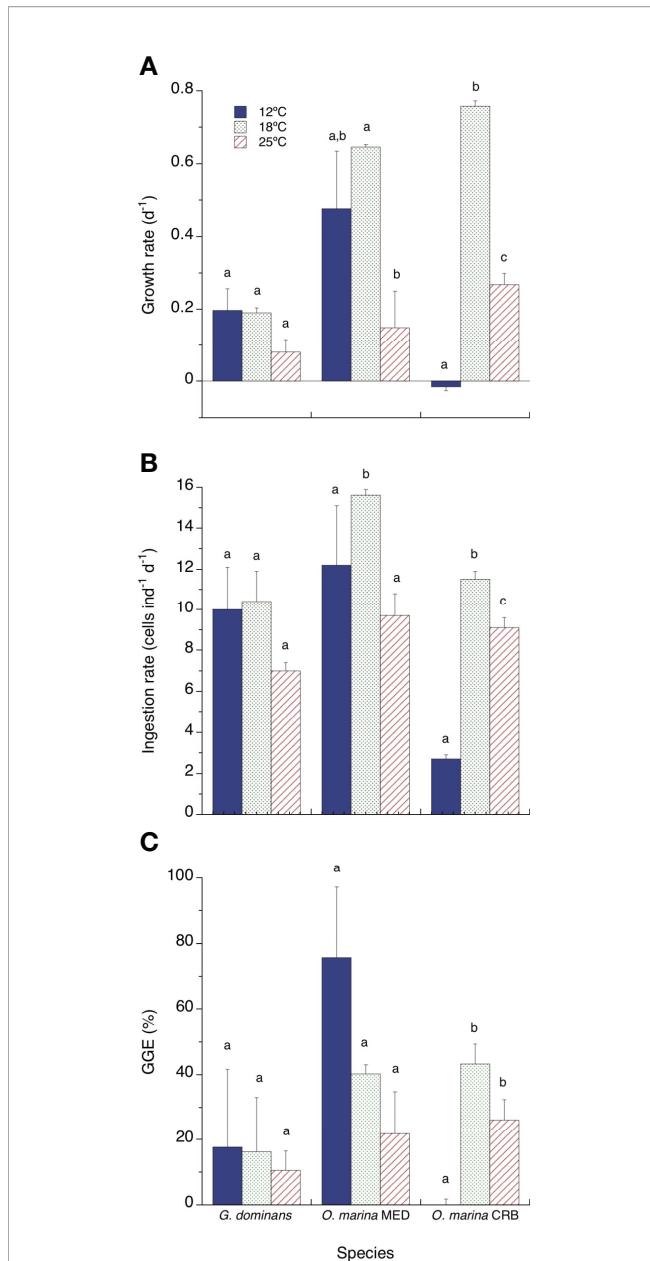 A
0.8
0.6
0.4
0.2
0
Growth rate (d⁻¹)
12ºC
18ºC
25ºC
a
a
a
a,b
a
b
a
b
c
B
16
14
12
10
8
6
4
2
0
Ingestion rate (cells ind⁻¹ d⁻¹)
a
a
a
a
b
a
a
b
c
C
100
80
60
40
20
0
GGE (%)
a
a
a
a
a
a
a
b
b
G. dominans O. marina MED O. marina CRB
Species